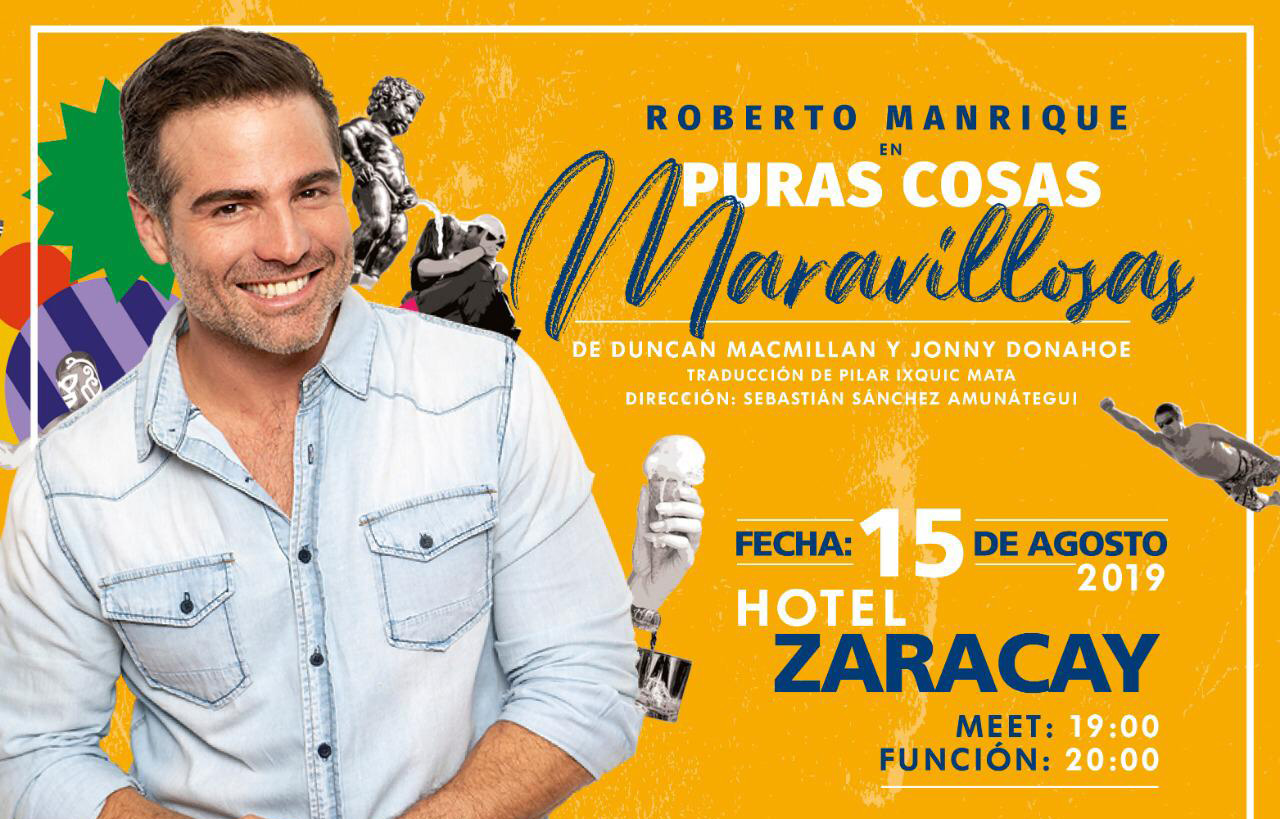 ROBERTO MANRIQUE
EN
PURAS COSAS
Maravillosas
DE DUNCAN MACMILLAN Y JONNY DONAHOE
TRADUCCIÓN DE PILAR IXQUIC MATA
DIRECCIÓN: SEBASTIÁN SÁNCHEZ AMUNÁTEGUI
FECHA: 15 DE AGOSTO
2019
HOTEL
ZARACAY
MEET: 19:00
FUNCIÓN: 20:00